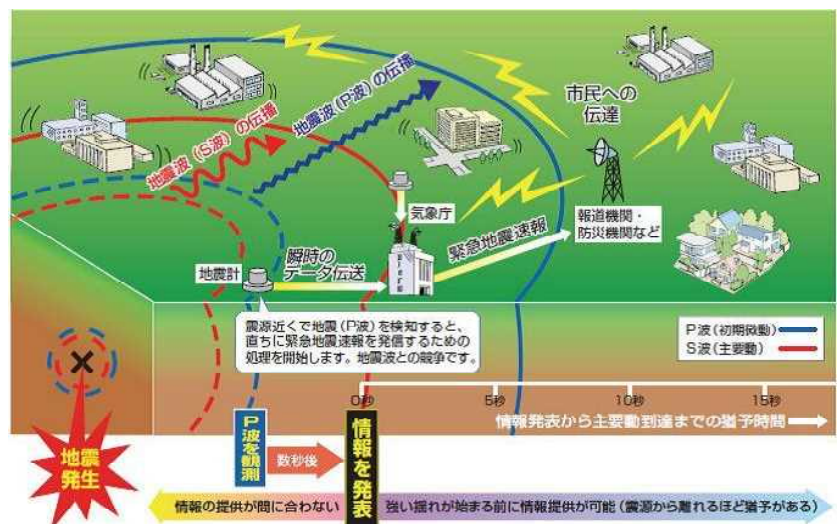 市民への
伝達
地震波(P波)の伝播
地震波(S波)の伝播
気象庁
報道機関・
防災機関など
緊急地震速報
瞬時の
データ伝送
地震計
震源近くで地震(P波)を検知すると、
直ちに緊急地震速報を発信するための
処理を開始します。地震波との競争です。
P波(初期微動)
S波(主要動)
0秒
5秒
10秒
15秒
情報発表から主要動到達までの猶予時間
地震
発生
P波を観測
数秒後
情報を発表
情報の提供が間に合わない
強い揺れが始まる前に情報提供が可能(震源から離れるほど猶予がある)